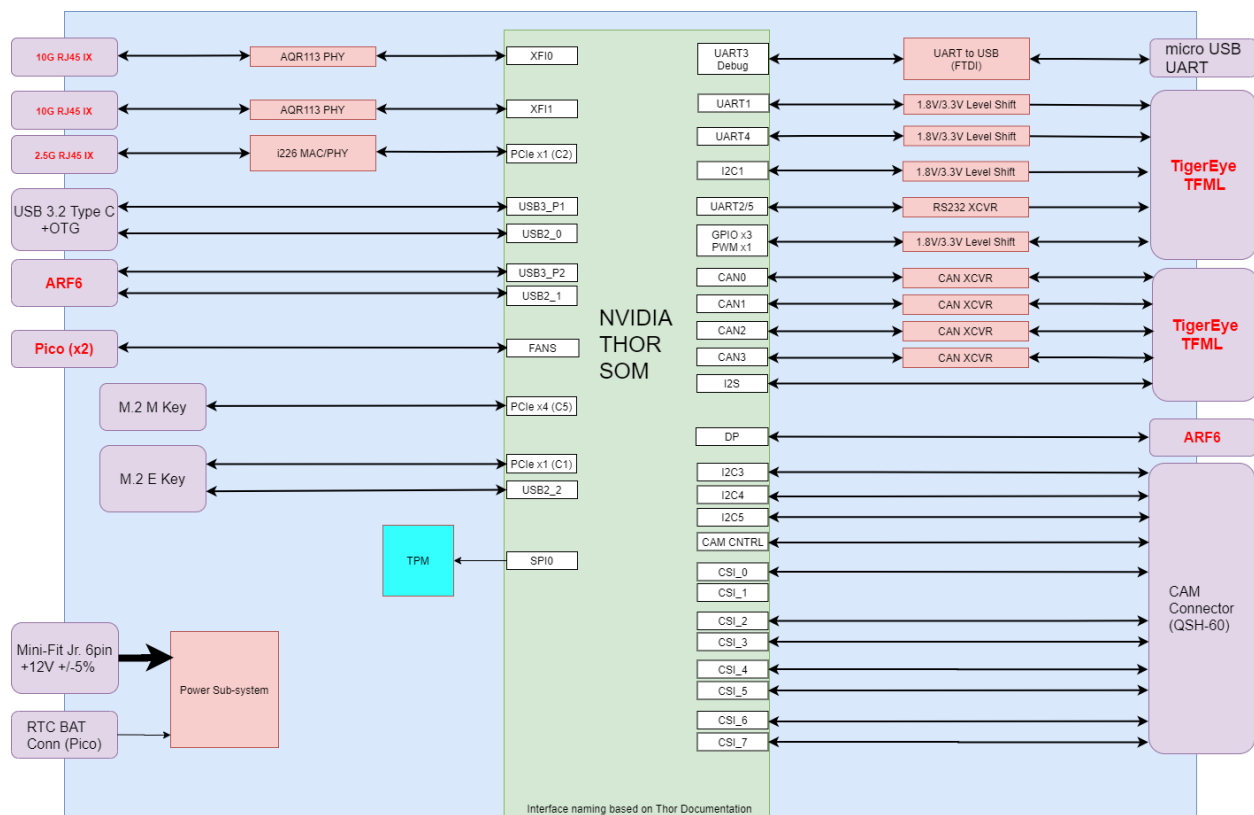 10G RJ45 IX
AQR113 PHY
XFI0
10G RJ45 IX
AQR113 PHY
XFI1
2.5G RJ45 IX
i226 MAC/PHY
PCIe x1 (C2)
USB 3.2 Type C
+OTG
USB3_P1
USB2_0
ARF6
USB3_P2
USB2_1
Pico (x2)
FANS
M.2 M Key
PCIe x4 (C5)
M.2 E Key
PCIe x1 (C1)
USB2_2
TPM
SPI0
Mini-Fit Jr. 6pin
+12V +/-5%
Power Sub-system
RTC BAT
Conn (Pico)
NVIDIA
THOR
SOM
Interface naming based on Thor Documentation
UART3
Debug
UART to USB
(FTDI)
micro USB
UART
UART1
1.8V/3.3V Level Shift
UART4
1.8V/3.3V Level Shift
I2C1
1.8V/3.3V Level Shift
UART2/5
RS232 XCVR
GPIO x3
PWM x1
1.8V/3.3V Level Shift
TigerEye
TFML
CAN0
CAN XCVR
CAN1
CAN XCVR
CAN2
CAN XCVR
CAN3
CAN XCVR
I2S
TigerEye
TFML
DP
ARF6
I2C3
I2C4
I2C5
CAM CNTRL
CSI_0
CSI_1
CSI_2
CSI_3
CSI_4
CSI_5
CSI_6
CSI_7
CAM
Connector
(QSH-60)